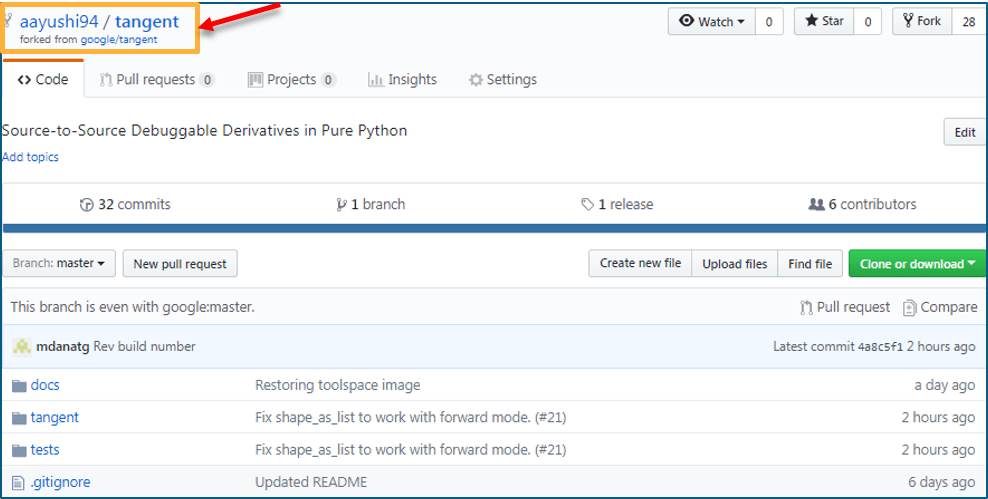 aayushi94 / tangent
forked from google/tangent
Watch 0 Star 0 Fork 28
Code Pull requests 0 Projects 0 Insights Settings
Source-to-Source Debuggable Derivatives in Pure Python
Edit
Add topics
32 commits 1 branch 1 release 6 contributors
Branch: master New pull request Create new file Upload files Find file Clone or download
This branch is even with google:master. Pull request Compare
mdanatg Rev build number Latest commit 4a8c5f1 2 hours ago
docs Restoring toolspace image a day ago
tangent Fix shape_as_list to work with forward mode. (#21) 2 hours ago
tests Fix shape_as_list to work with forward mode. (#21) 2 hours ago
.gitignore Updated README 6 days ago